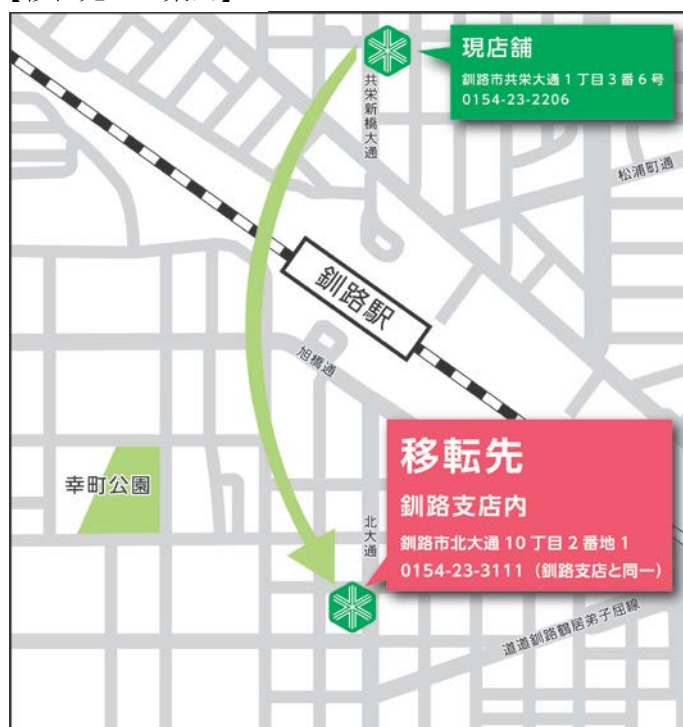 現店舗
釧路市共栄大通1丁目3番6号
0154-23-2206
共栄新橋大通
松浦町通
釧路駅
旭橋通
移転先
釧路支店内
釧路市北大通10丁目2番地1
0154-23-3111（釧路支店と同一）
幸町公園
北大通
道道釧路鶴居弟子屈線